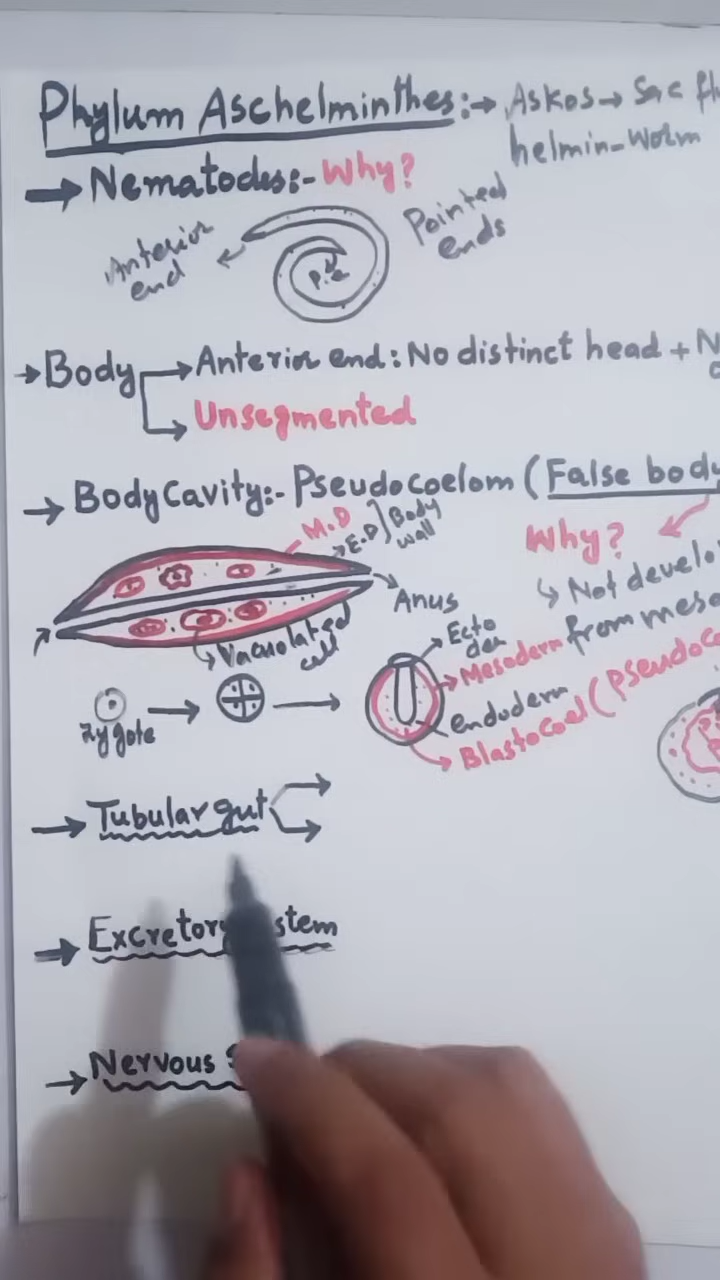 Phylum Aschelminthes:→ Askos→ Sac
helmin-Worm
→ Nematodes:- Why?
Anterior
end
Pointed
ends
P.e
→ Body → Anterior end: No distinct head +
→ Unsegmented
→ Body Cavity:- Pseudocoelom (False body
M.D
→ E.D
Body
wall
Why?
→ Anus
↳ Not develo
from meso
Vacuolated
cell
Ecto
der
Mesoderm
endoderm
Blastocoel (pseudoc
Zygote
→ Tubular gut
→ Excretory stem
→ Nervous S